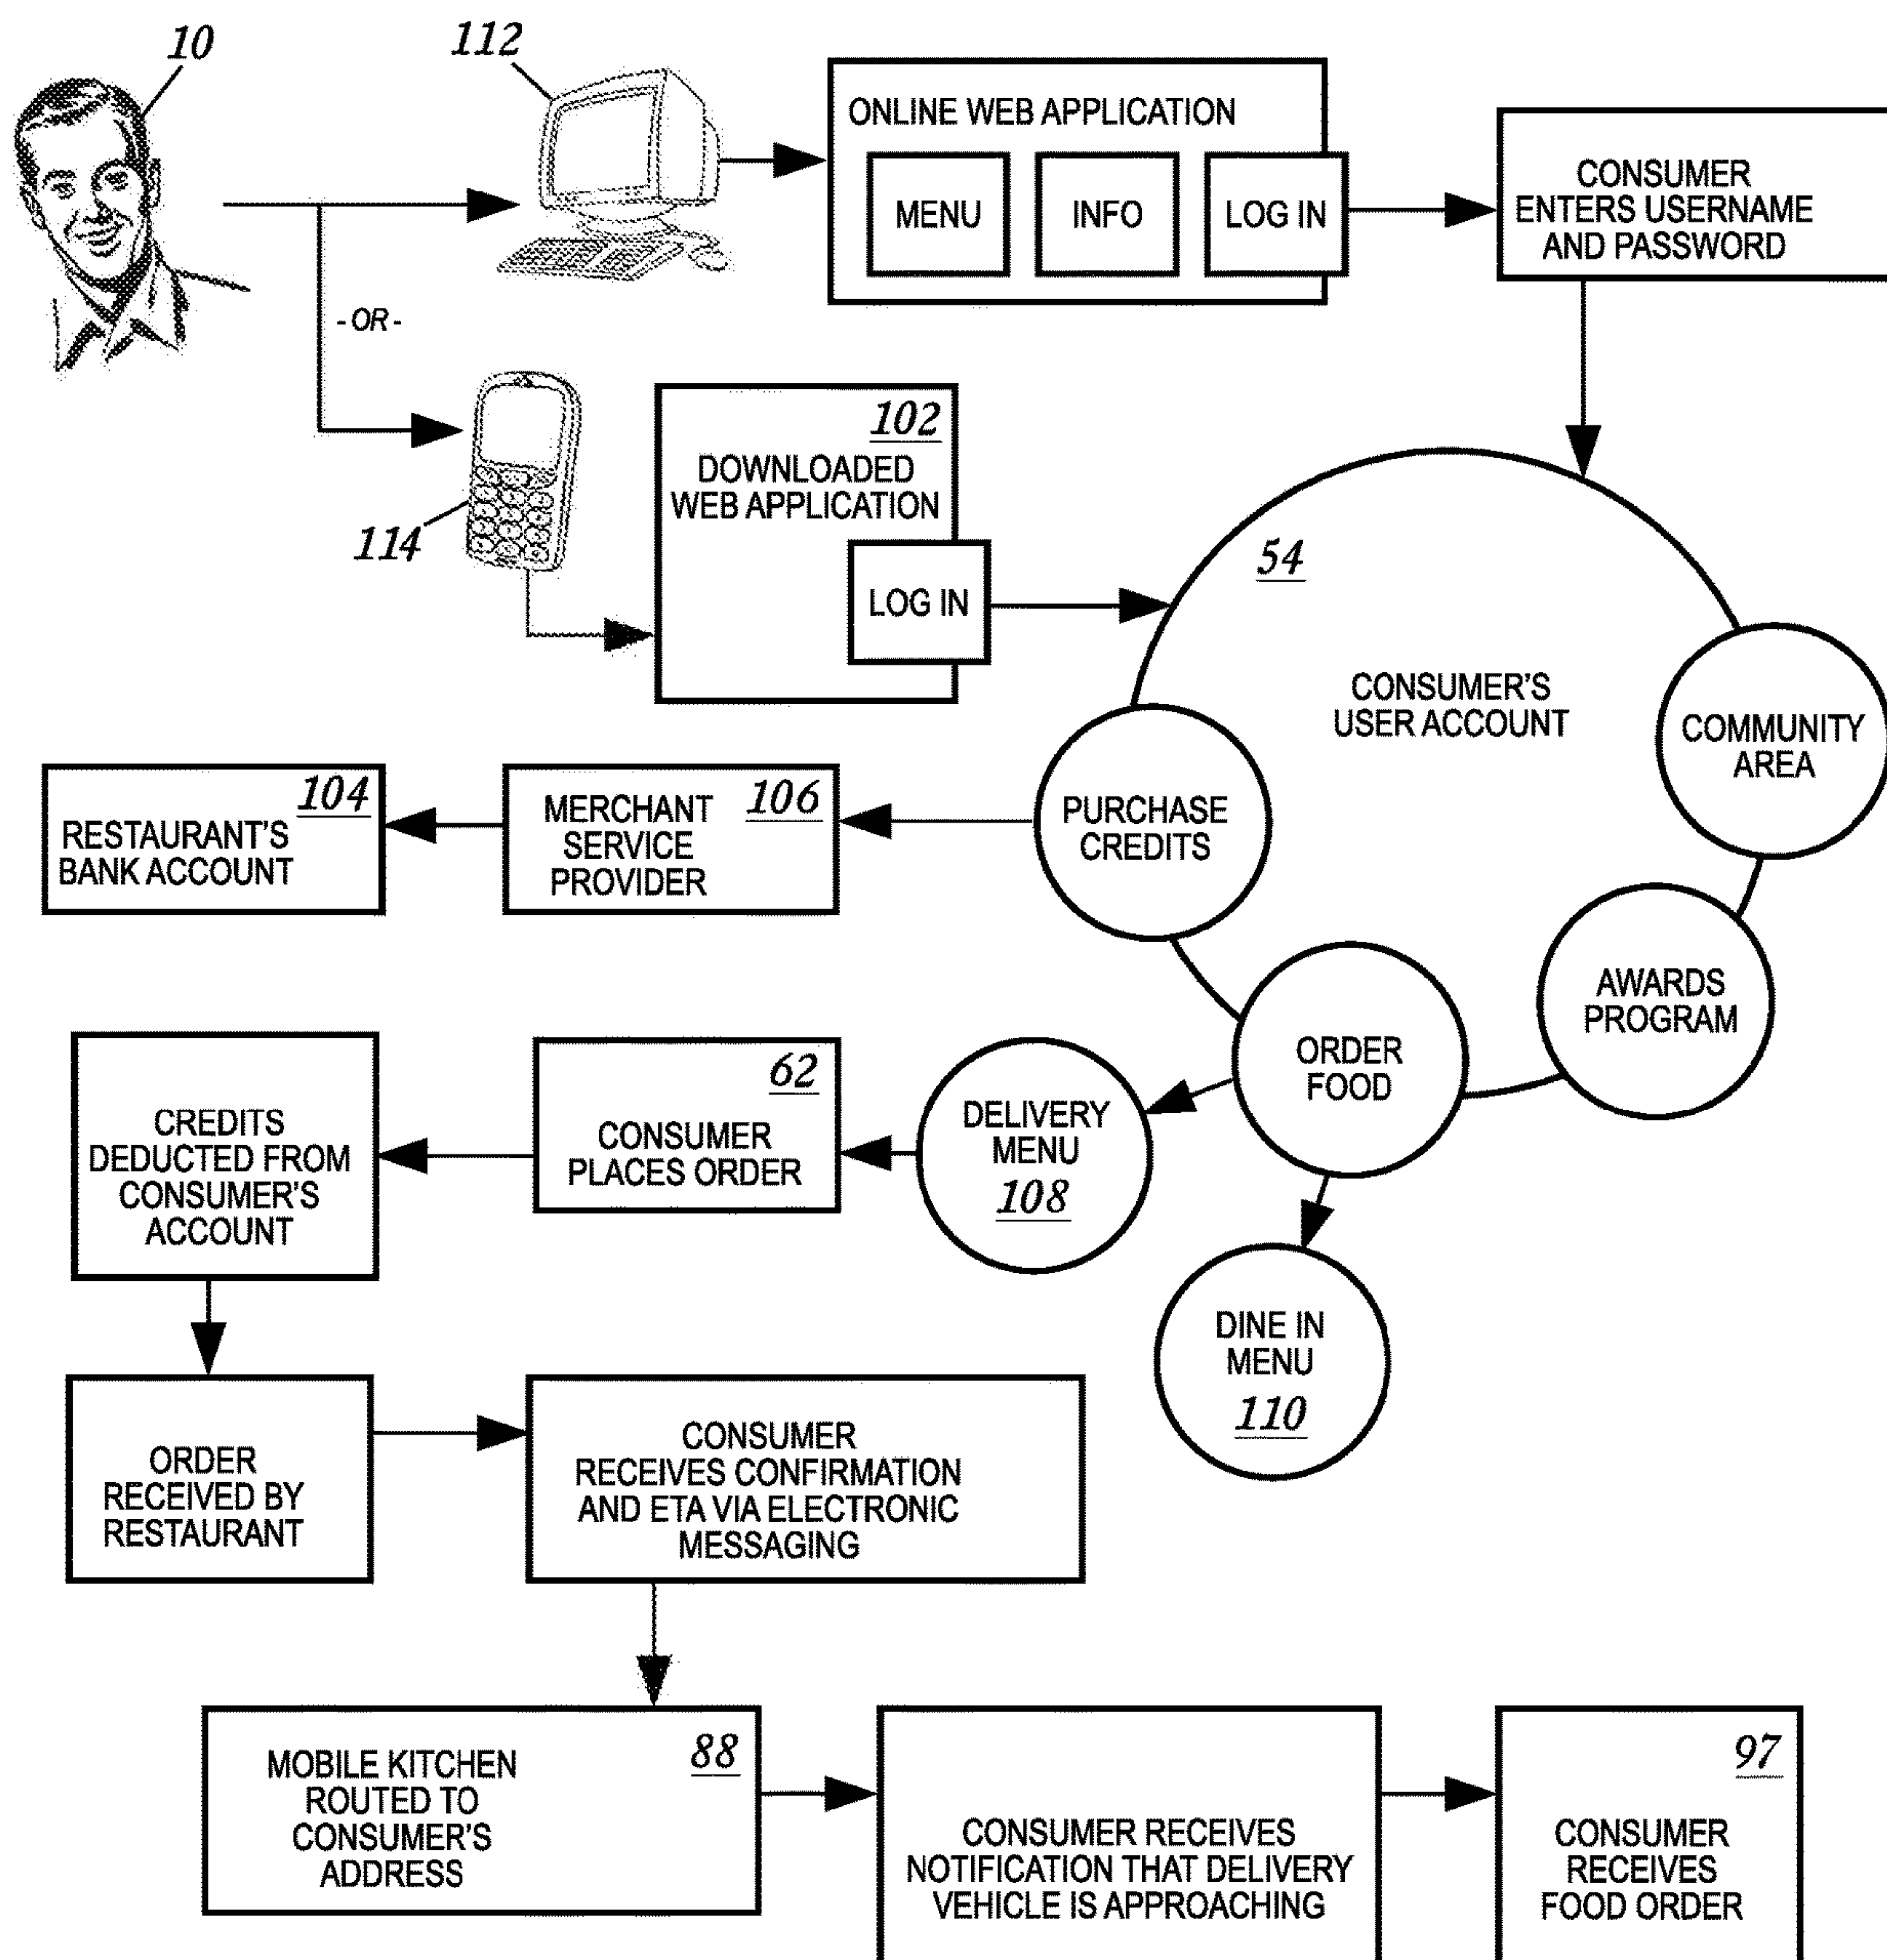 10
112
ONLINE WEB APPLICATION
MENU
INFO
LOG IN
CONSUMER
ENTERS USERNAME
AND PASSWORD
- OR -
114
102
DOWNLOADED
WEB APPLICATION
LOG IN
54
CONSUMER'S
USER ACCOUNT
COMMUNITY
AREA
104
RESTAURANT'S
BANK ACCOUNT
106
MERCHANT
SERVICE
PROVIDER
PURCHASE
CREDITS
AWARDS
PROGRAM
ORDER
FOOD
DELIVERY
MENU
108
62
CONSUMER
PLACES ORDER
CREDITS
DEDUCTED FROM
CONSUMER'S
ACCOUNT
DINE IN
MENU
110
ORDER
RECEIVED BY
RESTAURANT
CONSUMER
RECEIVES CONFIRMATION
AND ETA VIA ELECTRONIC
MESSAGING
88
MOBILE KITCHEN
ROUTED TO
CONSUMER'S
ADDRESS
CONSUMER RECEIVES
NOTIFICATION THAT DELIVERY
VEHICLE IS APPROACHING
97
CONSUMER
RECEIVES
FOOD ORDER